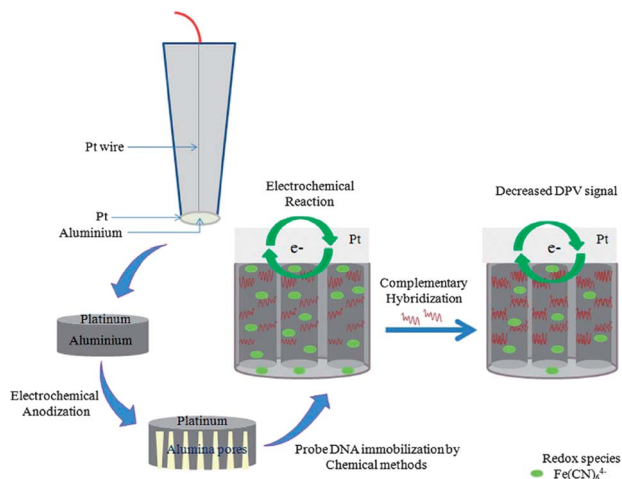 Pt wire
Pt
Aluminium
Platinum
Aluminium
Electrochemical
Anodization
Platinum
Alumina pores
Probe DNA immobilization by
Chemical methods
Electrochemical
Reaction
e-
Pt
Complementary
Hybridization
Decreased DPV signal
e-
Pt
Redox species
Fe(CN)₆⁴⁻